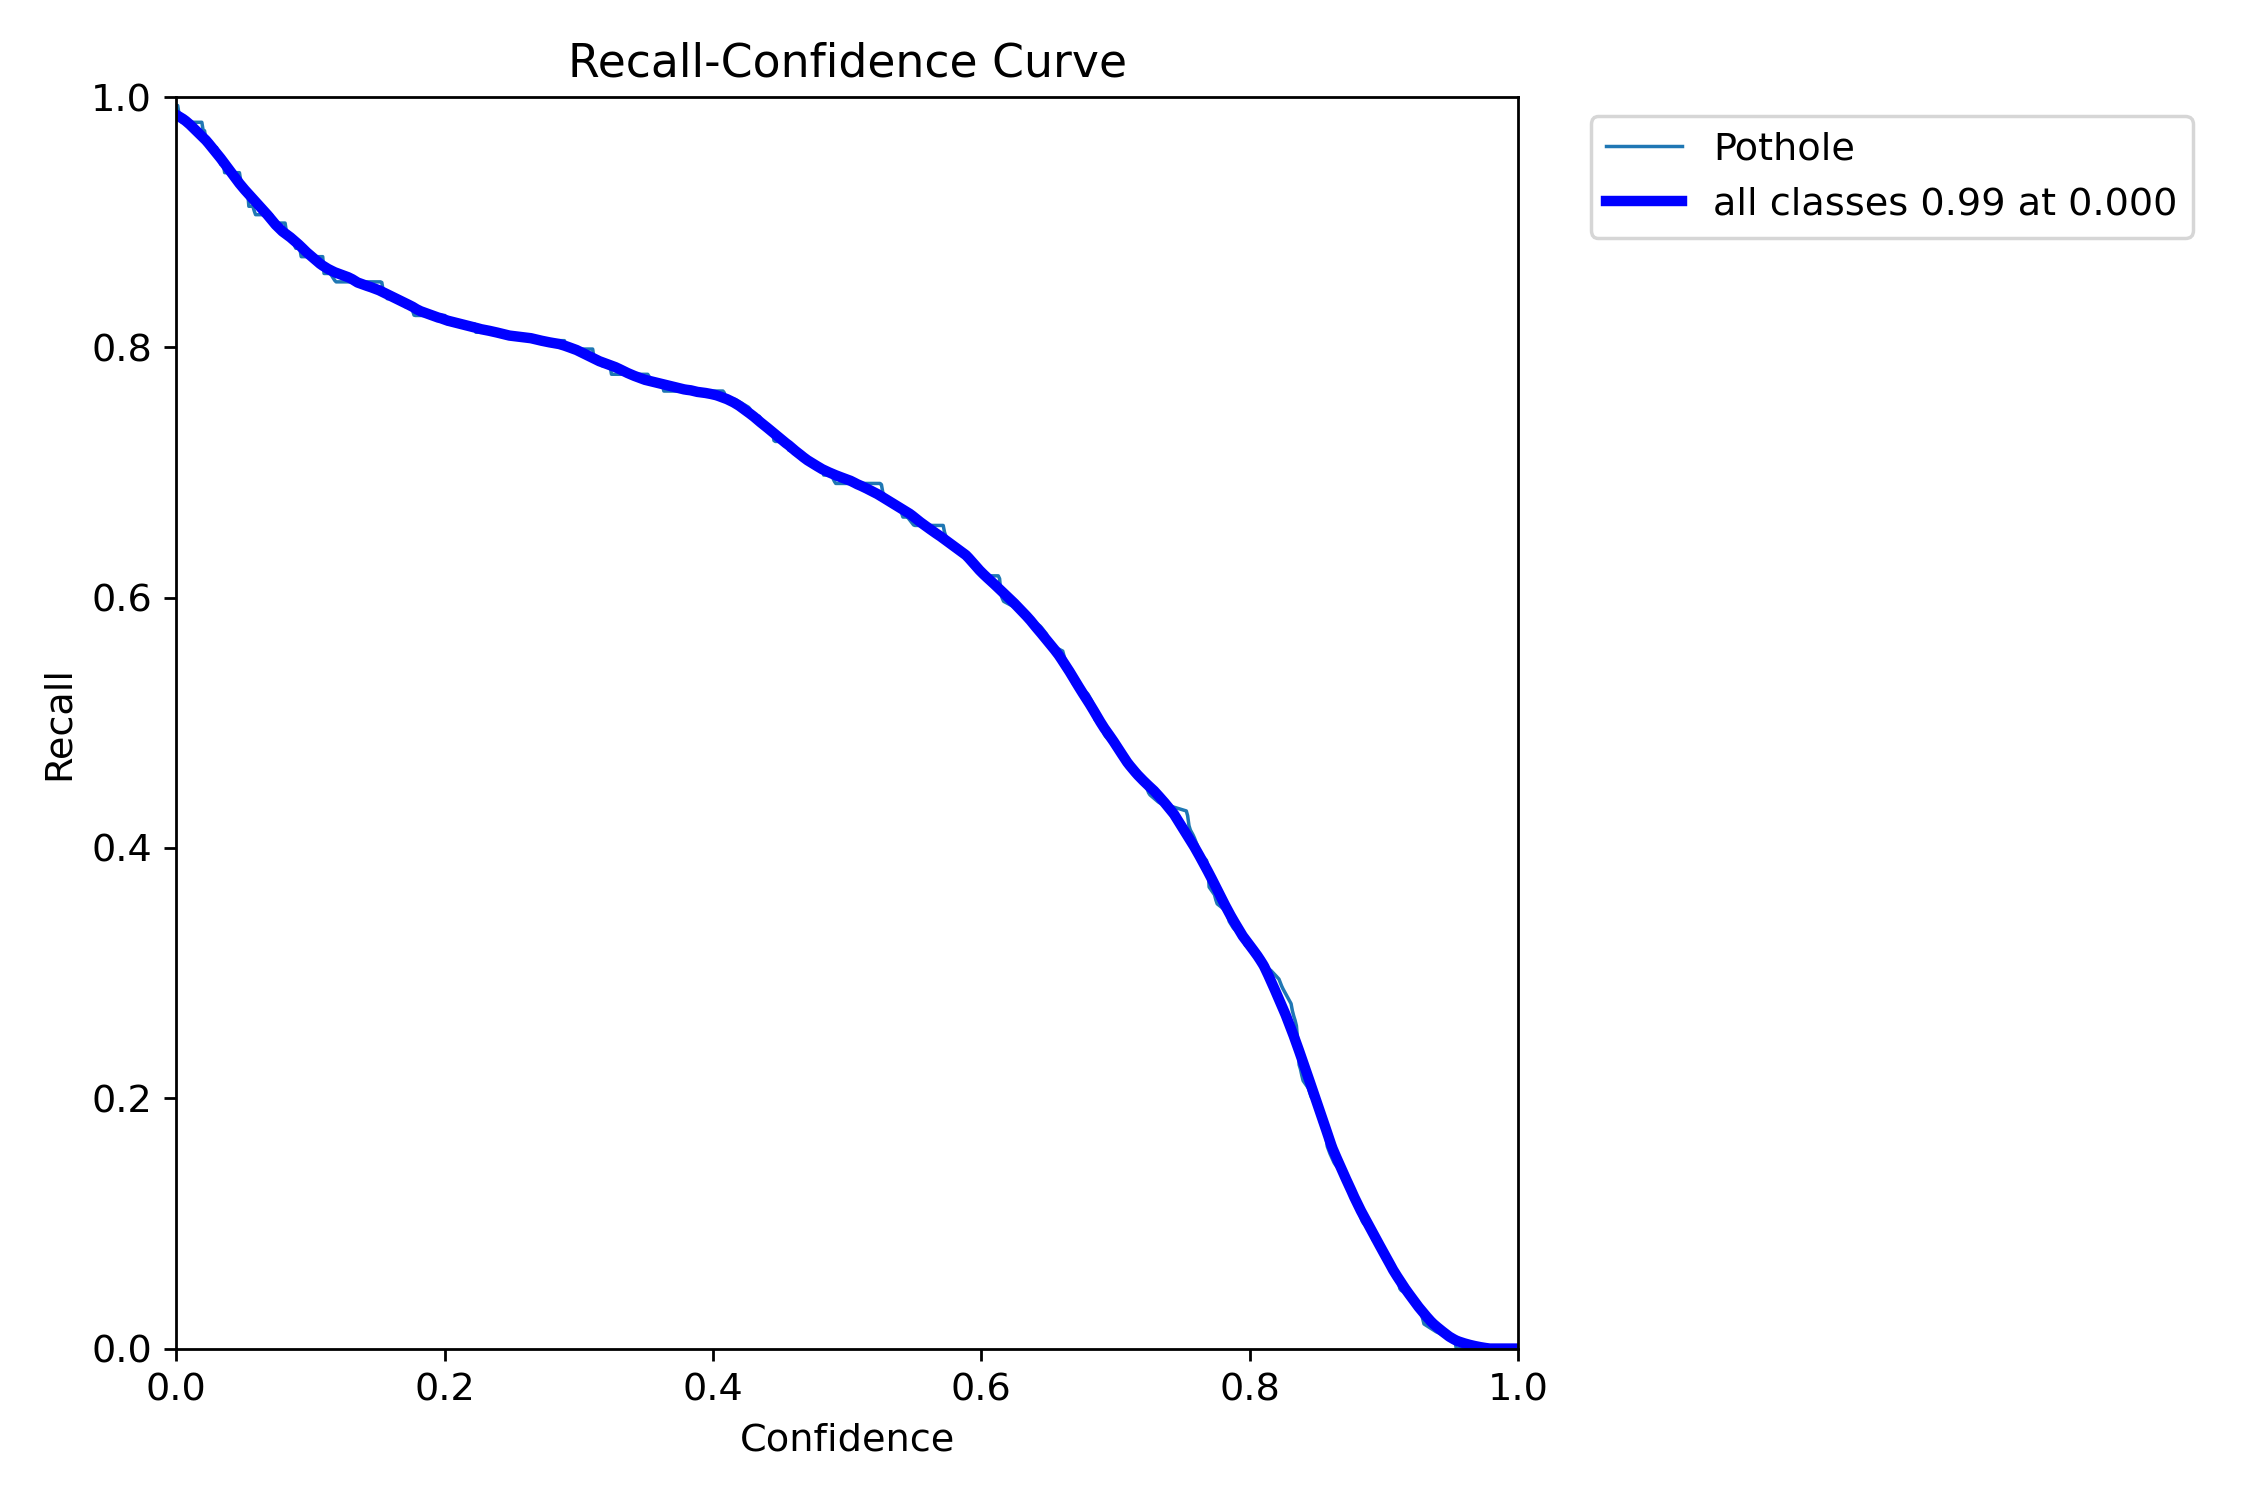 Recall-Confidence Curve
1.0
0.8
0.6
0.4
0.2
0.0
Recall
0.0 0.2 0.4 0.6 0.8 1.0
Confidence
Pothole
all classes 0.99 at 0.000